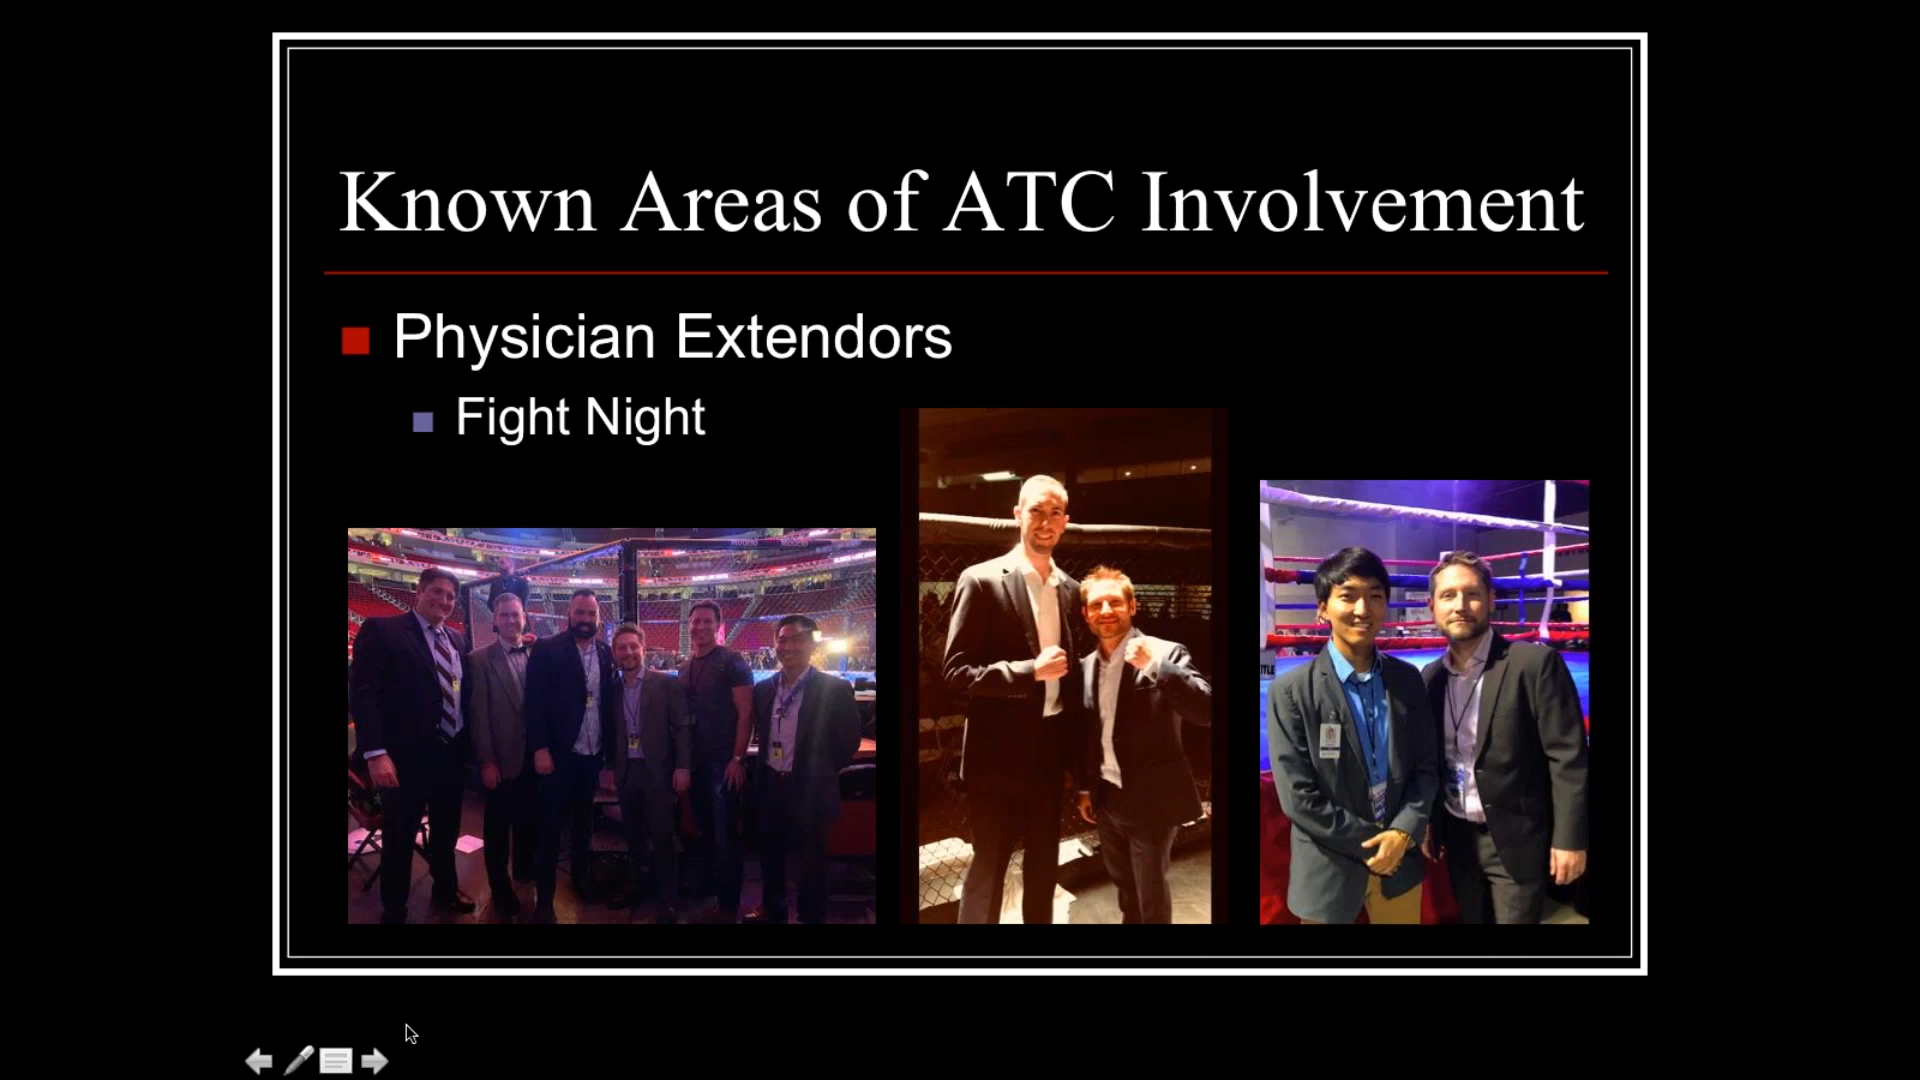 Known Areas of ATC Involvement
Physician Extendors
Fight Night